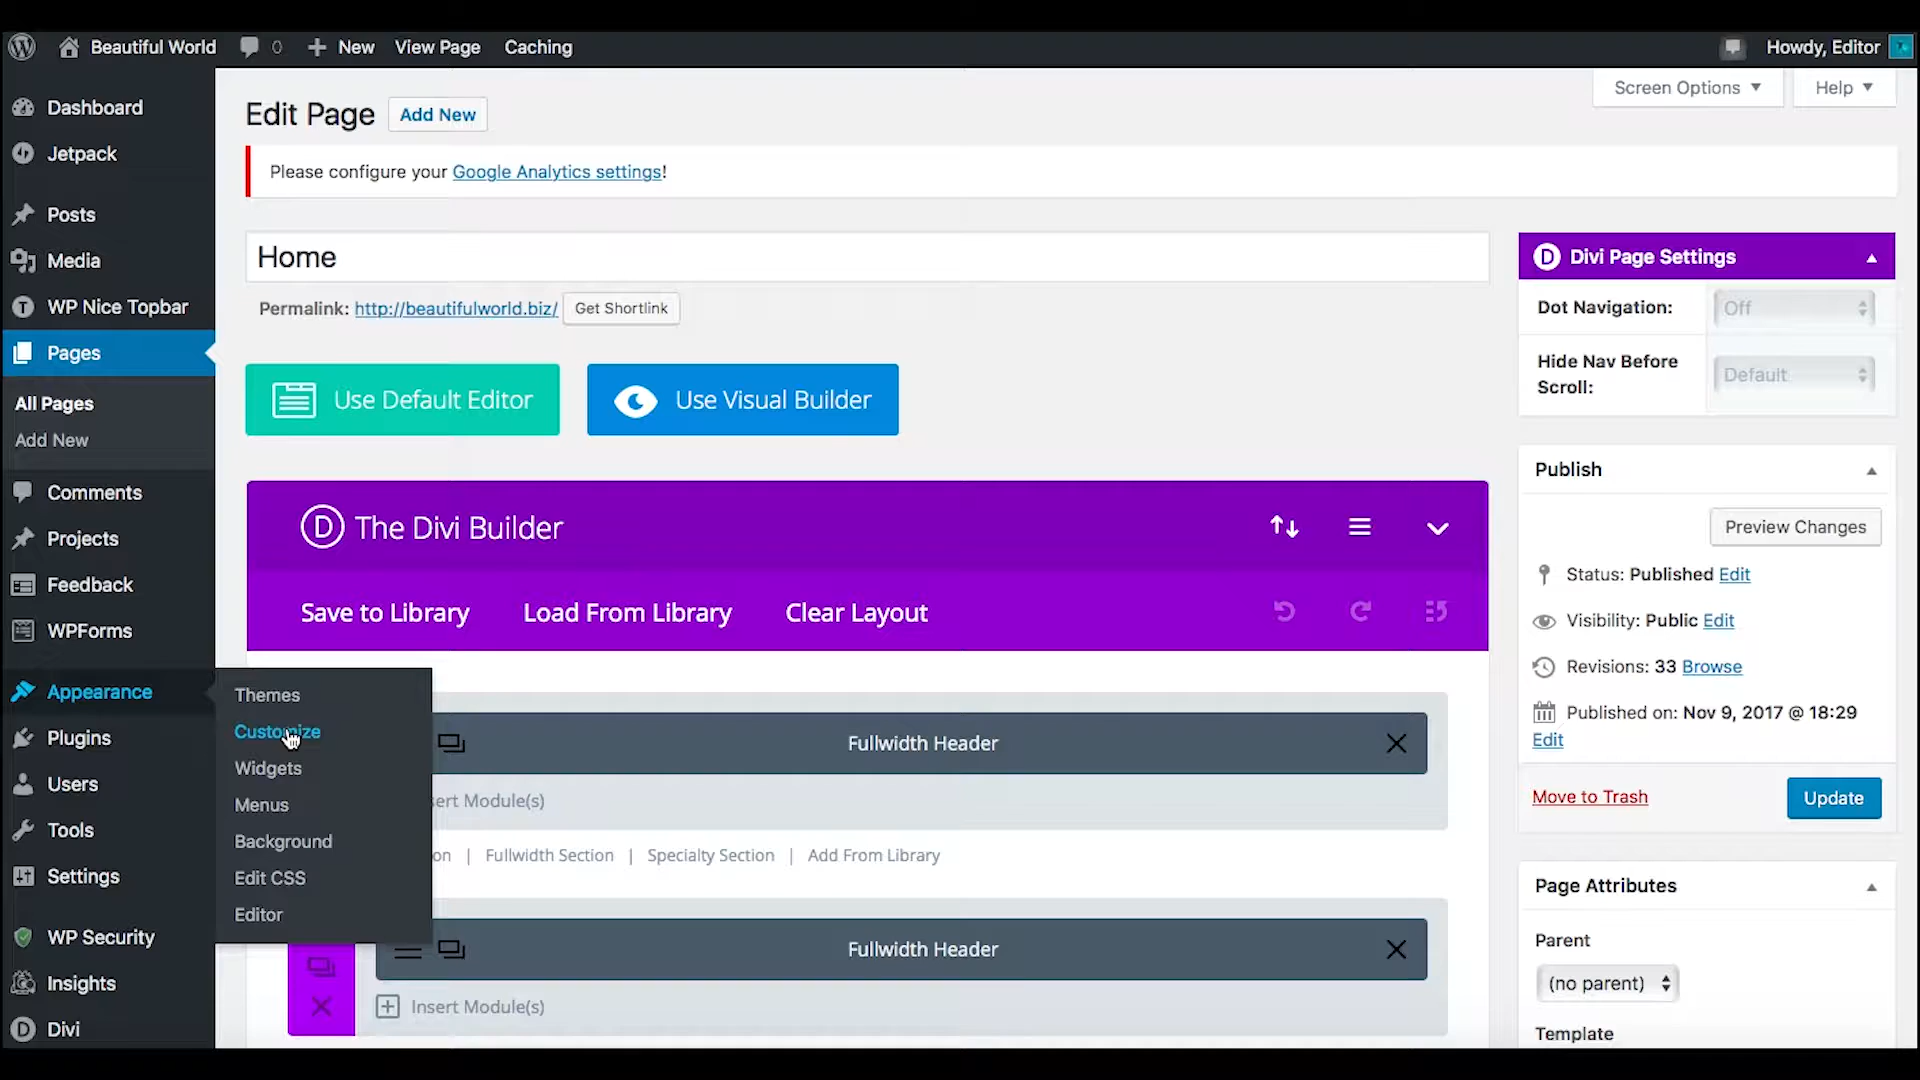 Beautiful World 0 New View Page Caching Howdy, Editor
Dashboard
Jetpack
Posts
Media
WP Nice Topbar
Pages
All Pages
Add New
Comments
Projects
Feedback
WPForms
Appearance
Plugins
Users
Tools
Settings
WP Security
Insights
Divi
Themes
Customize
Widgets
Menus
Background
Edit CSS
Editor
Screen Options Help
Edit Page Add New
Please configure your Google Analytics settings!
Home
Permalink: http://beautifulworld.biz/ Get Shortlink
Use Default Editor Use Visual Builder
The Divi Builder
Save to Library Load From Library Clear Layout
Fullwidth Header
ert Module(s)
on | Fullwidth Section | Specialty Section | Add From Library
Fullwidth Header
Insert Module(s)
Divi Page Settings
Dot Navigation: Off
Hide Nav Before
Scroll:
Default
Publish
Preview Changes
Status: Published Edit
Visibility: Public Edit
Revisions: 33 Browse
Published on: Nov 9, 2017 @ 18:29
Edit
Move to Trash Update
Page Attributes
Parent
(no parent)
Template